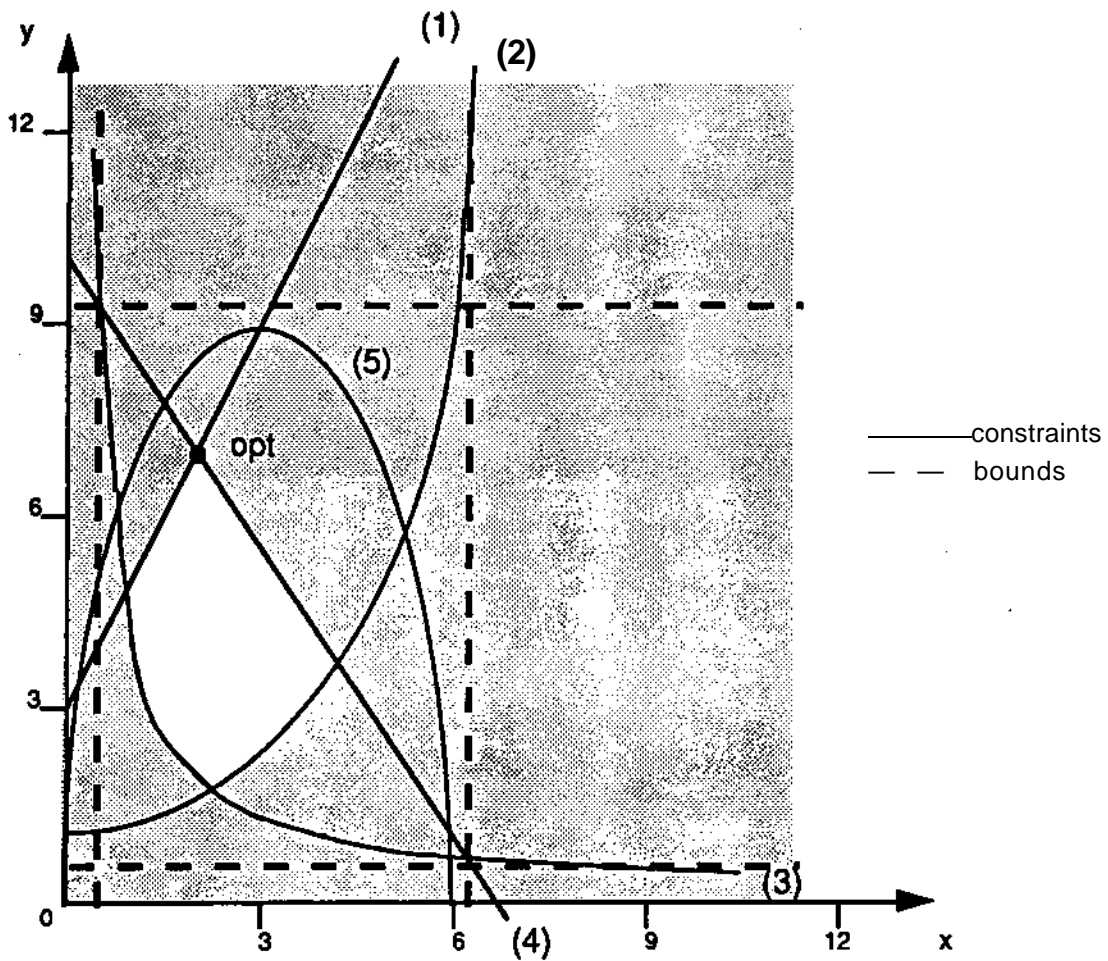 y
(1)
(2)
12
9
(5)
opt
constraints
bounds
6
3
(3)
0
3
6
(4)
9
12
x